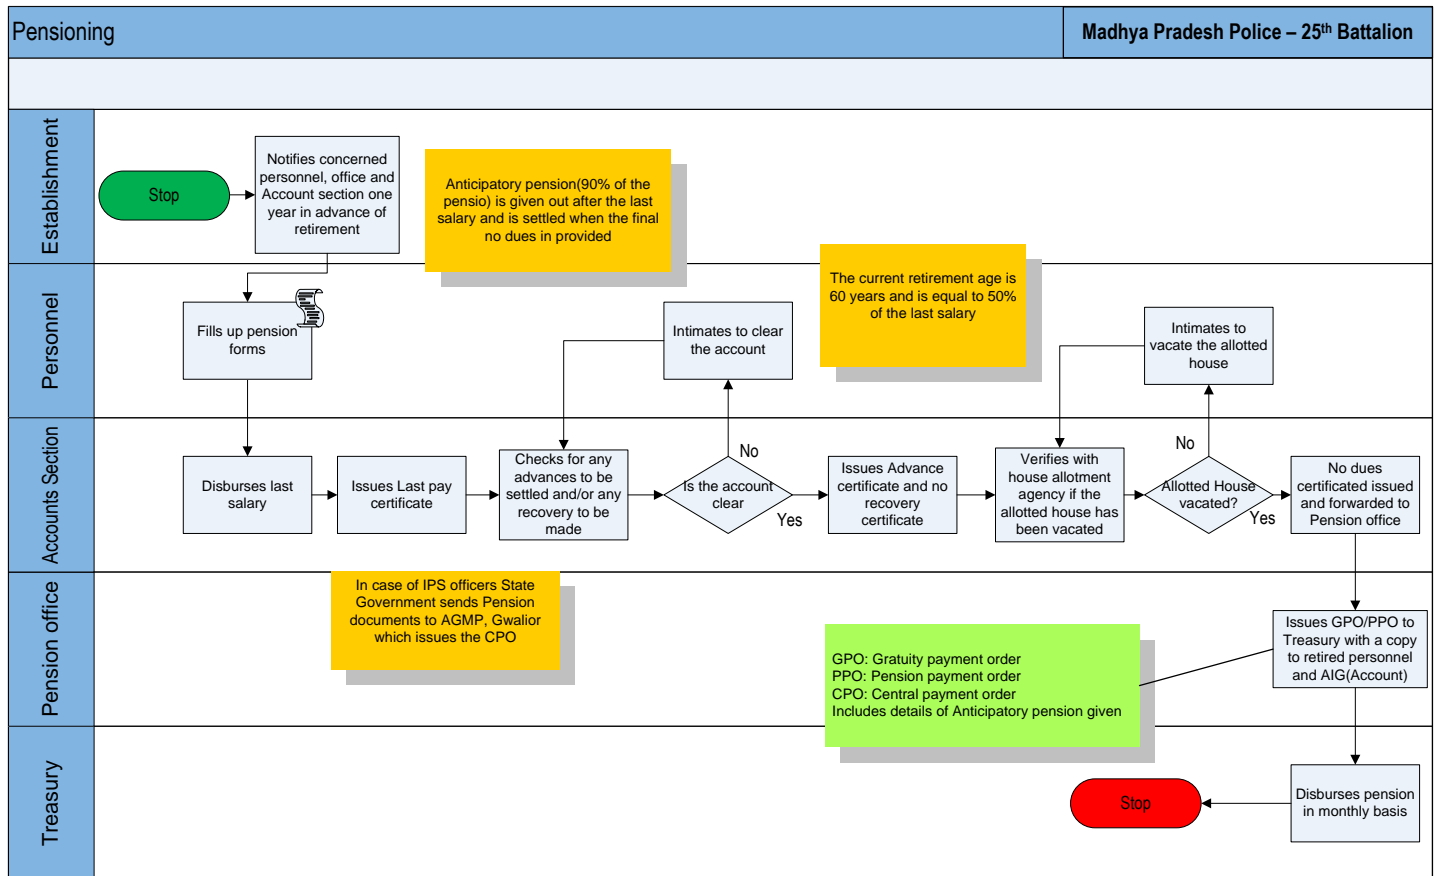 Pensioning
Madhya Pradesh Police – 25th Battalion
Establishment
Stop
Notifies concerned
personnel, office and
Account section one
year in advance of
retirement
Anticipatory pension(90% of the
pensio) is given out after the last
salary and is settled when the final
no dues in provided
Personnel
Fills up pension
forms
Intimates to clear
the account
The current retirement age is
60 years and is equal to 50%
of the last salary
Intimates to
vacate the allotted
house
Accounts Section
Disburses last
salary
Issues Last pay
certificate
Checks for any
advances to be
settled and/or any
recovery to be
made
Is the account
clear
No
Yes
Issues Advance
certificate and no
recovery
certificate
Verifies with
house allotment
agency if the
allotted house has
been vacated
Allotted House
vacated?
No
Yes
No dues
certificated issued
and forwarded to
Pension office
Pension office
In case of IPS officers State
Government sends Pension
documents to AGMP, Gwalior
which issues the CPO
GPO: Gratuity payment order
PPO: Pension payment order
CPO: Central payment order
Includes details of Anticipatory pension given
Issues GPO/PPO to
Treasury with a copy
to retired personnel
and AIG(Account)
Treasury
Stop
Disburses pension
in monthly basis